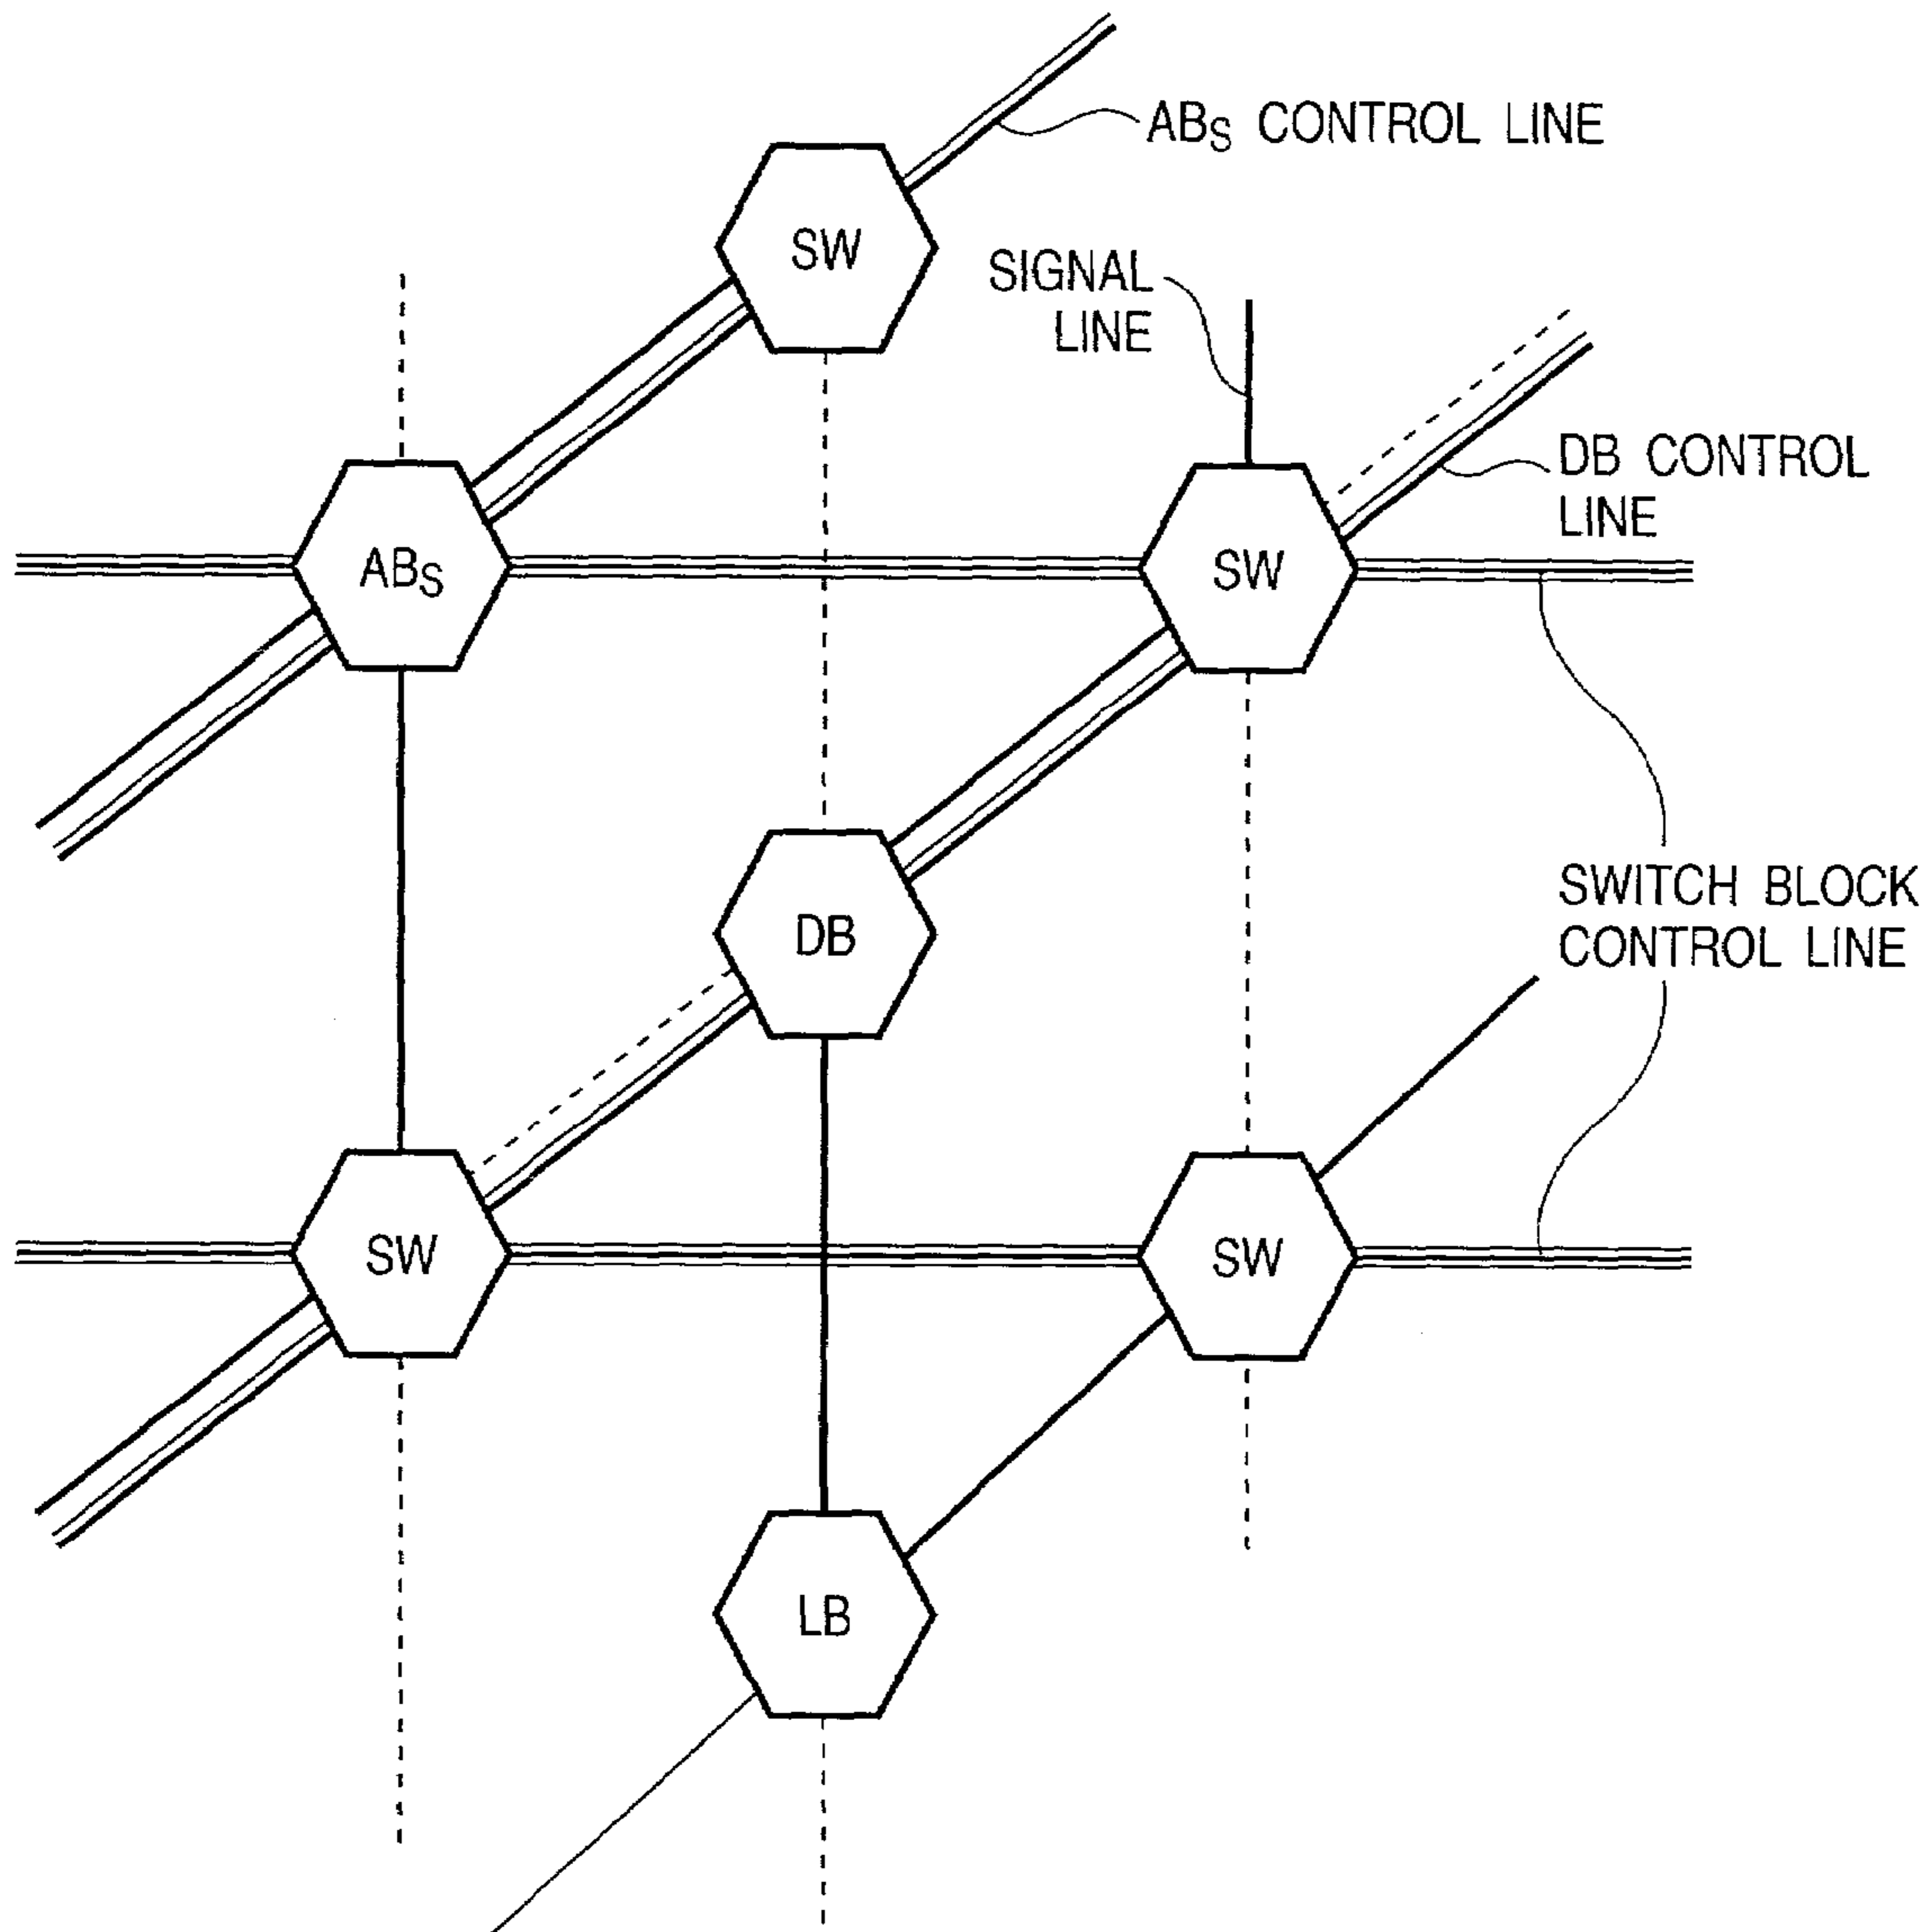 ABS CONTROL LINE
SW
SIGNAL
LINE
DB CONTROL
LINE
ABS
SW
SWITCH BLOCK
CONTROL LINE
DB
SW
SW
LB